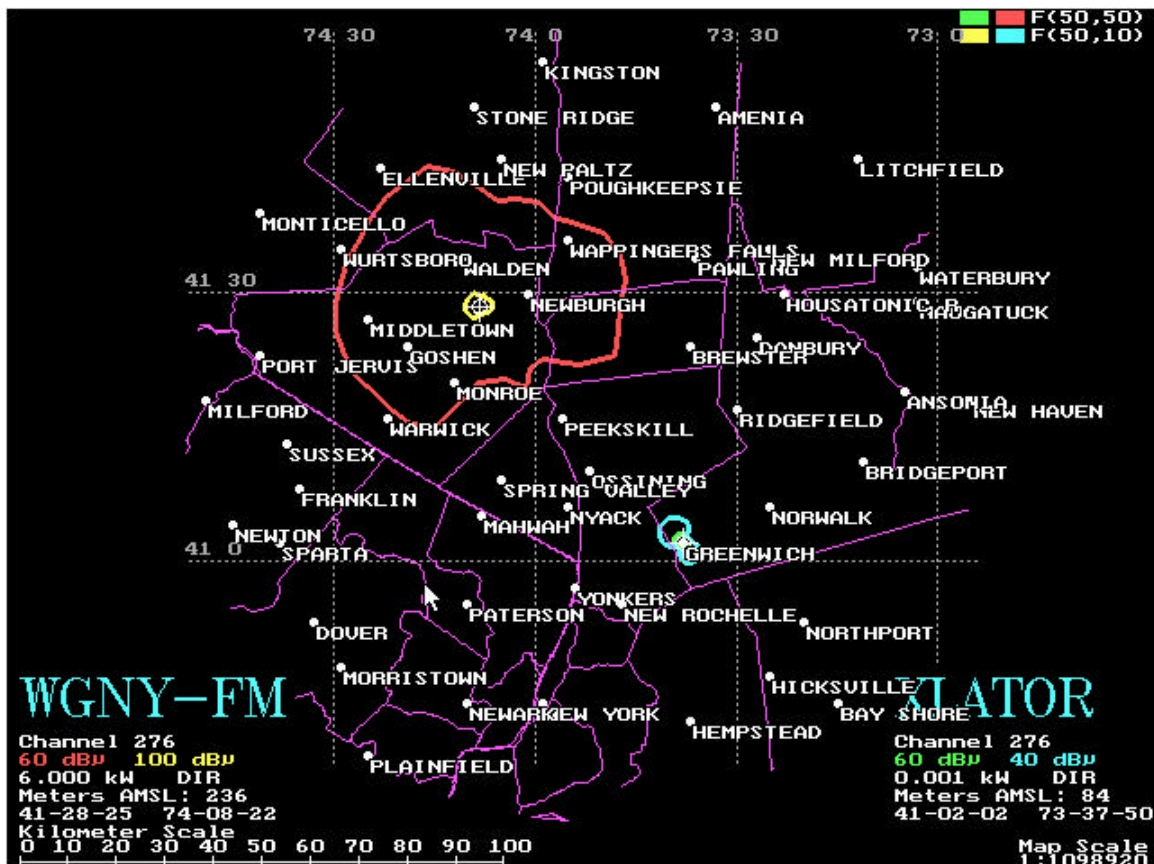 F(50,50)
74 30 74 0 73 30 73 0 F(50,10)
KINGSTON
STONE RIDGE AMENIA
NEW PALTZ LITCHFIELD
ELLENVILLE POUGHKEEPSIE
MONTICELLO
WURTSBORO WAPPINGERS FALLS
WALDEN PAWLING NEW MILFORD
41 30 WATERBURY
NEWBURGH HOUSATONIC R NAUGATUCK
MIDDLETOWN
GOSHEN BREWSTER DANBURY
PORT JERVIS
MONROE
MILFORD ANSONIA NEW HAVEN
WARWICK PEEKSKILL RIDGEFIELD
SUSSEX
BRIDGEPORT
FRANKLIN SPRING VALLEY OSSINING
MAHWAH NYACK NORWALK
NEWTON
41 0 SPARTA GREENWICH
YONKERS
PATERSON NEW ROCHELLE
DOVER NORTHPORT
MORRISTOWN HICKSVILLE
NEWARK NEW YORK BAY SHORE
HEMPSTEAD
PLAINFIELD
WGNY-FM
Channel 276
60 dBµ 100 dBµ
6.000 kW DIR
Meters AMSL: 236
41-28-25 74-08-22
Kilometer Scale
0 10 20 30 40 50 60 70 80 90 100
XLATOR
Channel 276
60 dBµ 40 dBµ
0.001 kW DIR
Meters AMSL: 84
41-02-02 73-37-50
Map Scale
1:1098920